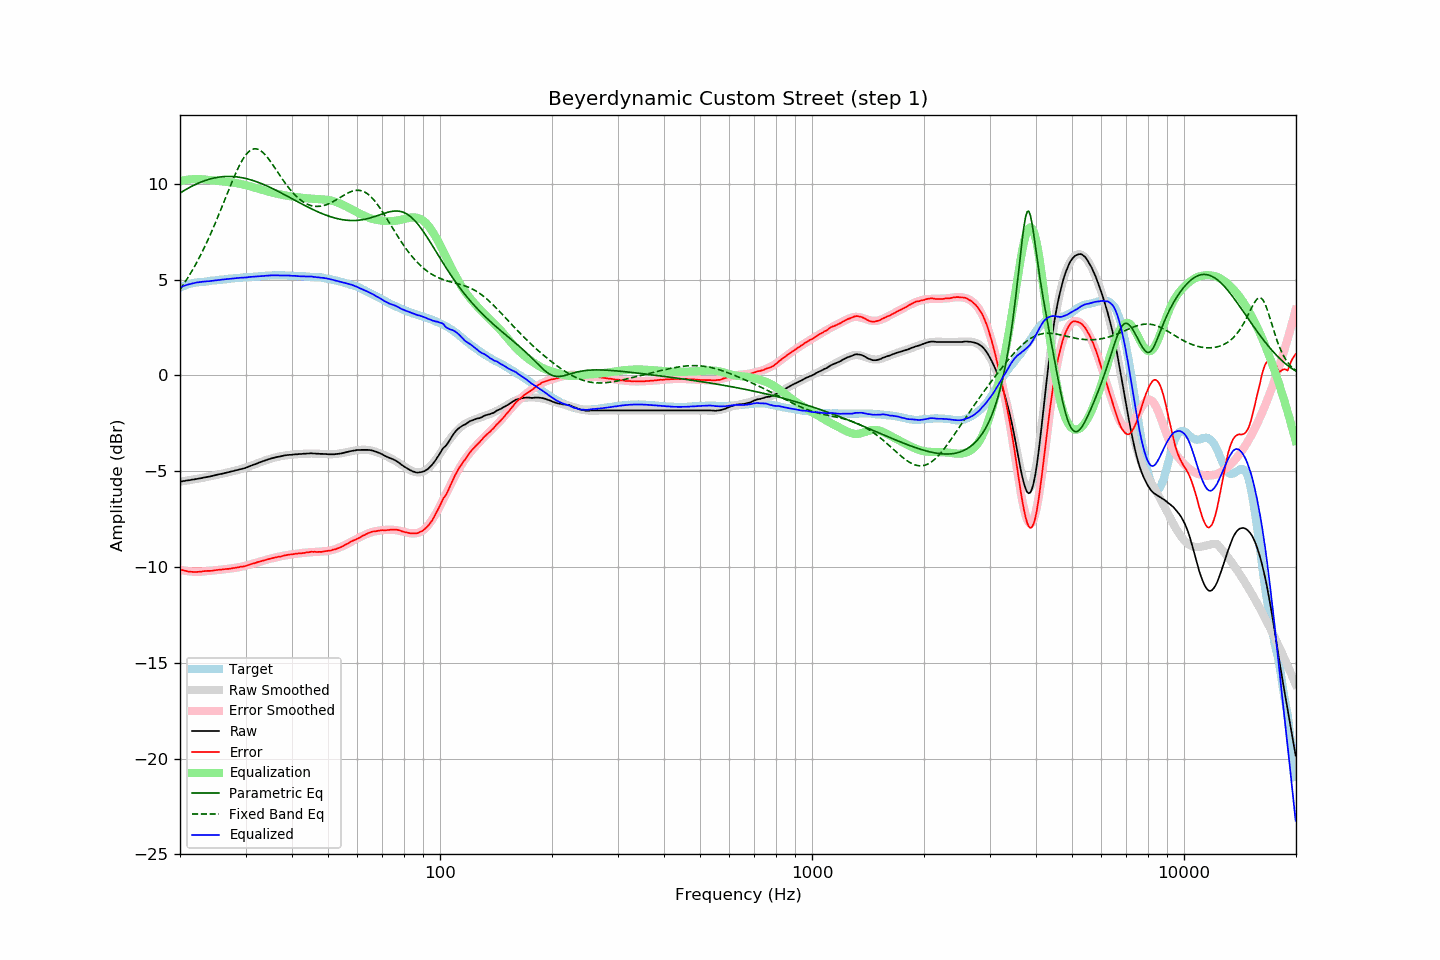 Beyerdynamic Custom Street (step 1)
10
5
0
−5
−10
−15
−20
−25
Amplitude (dBr)
Target
Raw Smoothed
Error Smoothed
Raw
Error
Equalization
Parametric Eq
Fixed Band Eq
Equalized
100
1000
10000
Frequency (Hz)